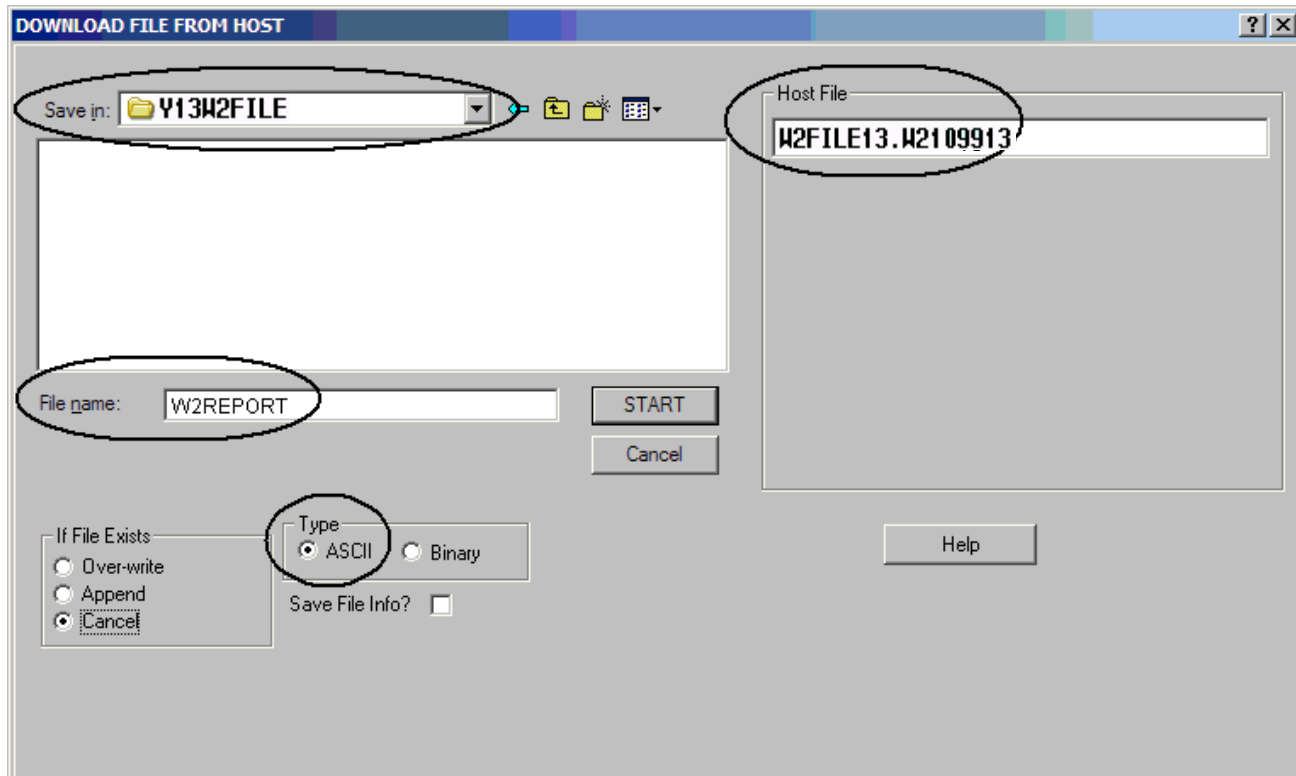 DOWNLOAD FILE FROM HOST
Save in: Y13W2FILE
Host File
W2FILE13.W2109913
File name: W2REPORT
START
Cancel
If File Exists
Over-write
Append
Cancel
Type
ASCII Binary
Save File Info?
Help